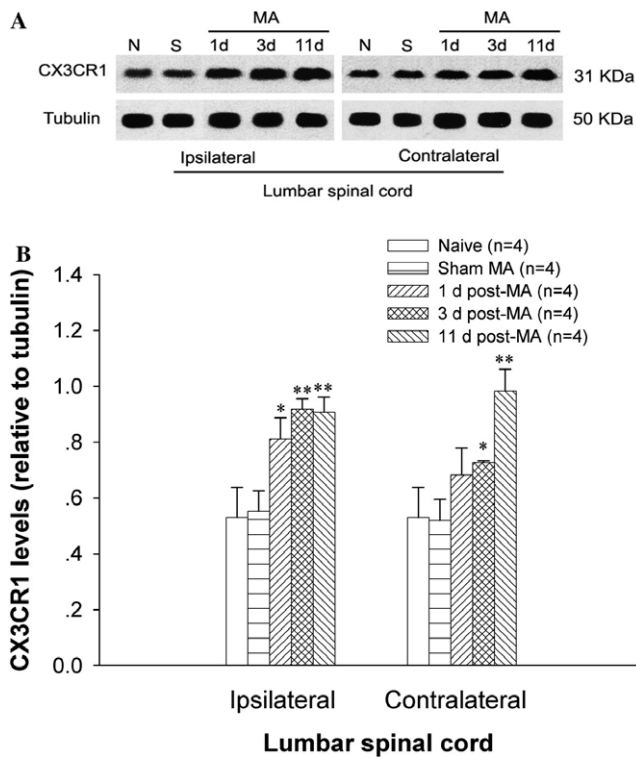 A
MA
MA
N S 1d 3d 11d N S 1d 3d 11d
CX3CR1
31 KDa
Tubulin
50 KDa
Ipsilateral Contralateral
Lumbar spinal cord
B
Naive (n=4)
Sham MA (n=4)
1 d post-MA (n=4)
3 d post-MA (n=4)
11 d post-MA (n=4)
CX3CR1 levels (relative to tubulin)
1.4
1.2
1.0
.8
.6
.4
.2
0.0
* ** **
* **
Ipsilateral Contralateral
Lumbar spinal cord